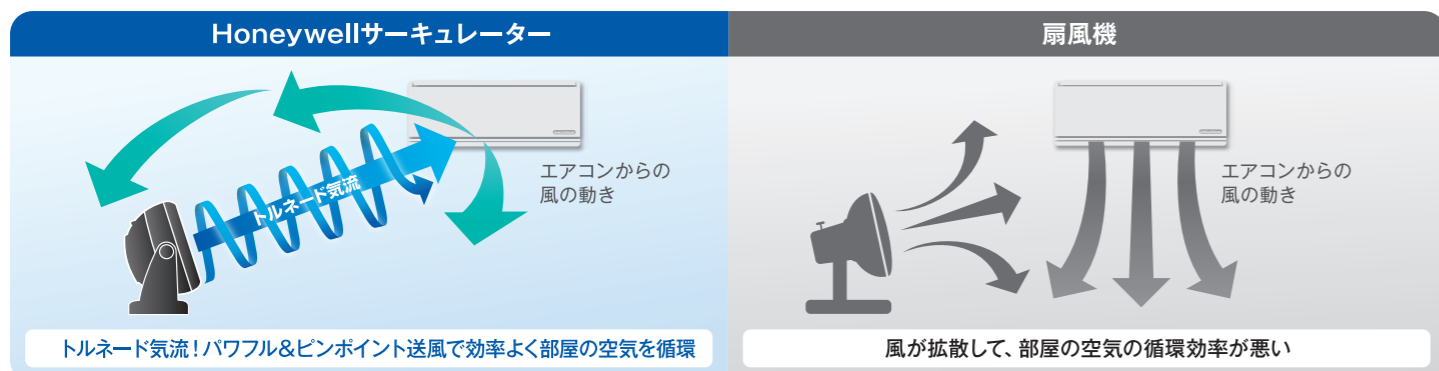 Honeywellサーキュレーター
扇風機
トルネード気流
エアコンからの
風の動き
エアコンからの
風の動き
トルネード気流！パワフル＆ピンポイント送風で効率よく部屋の空気を循環
風が拡散して、部屋の空気の循環効率が悪い